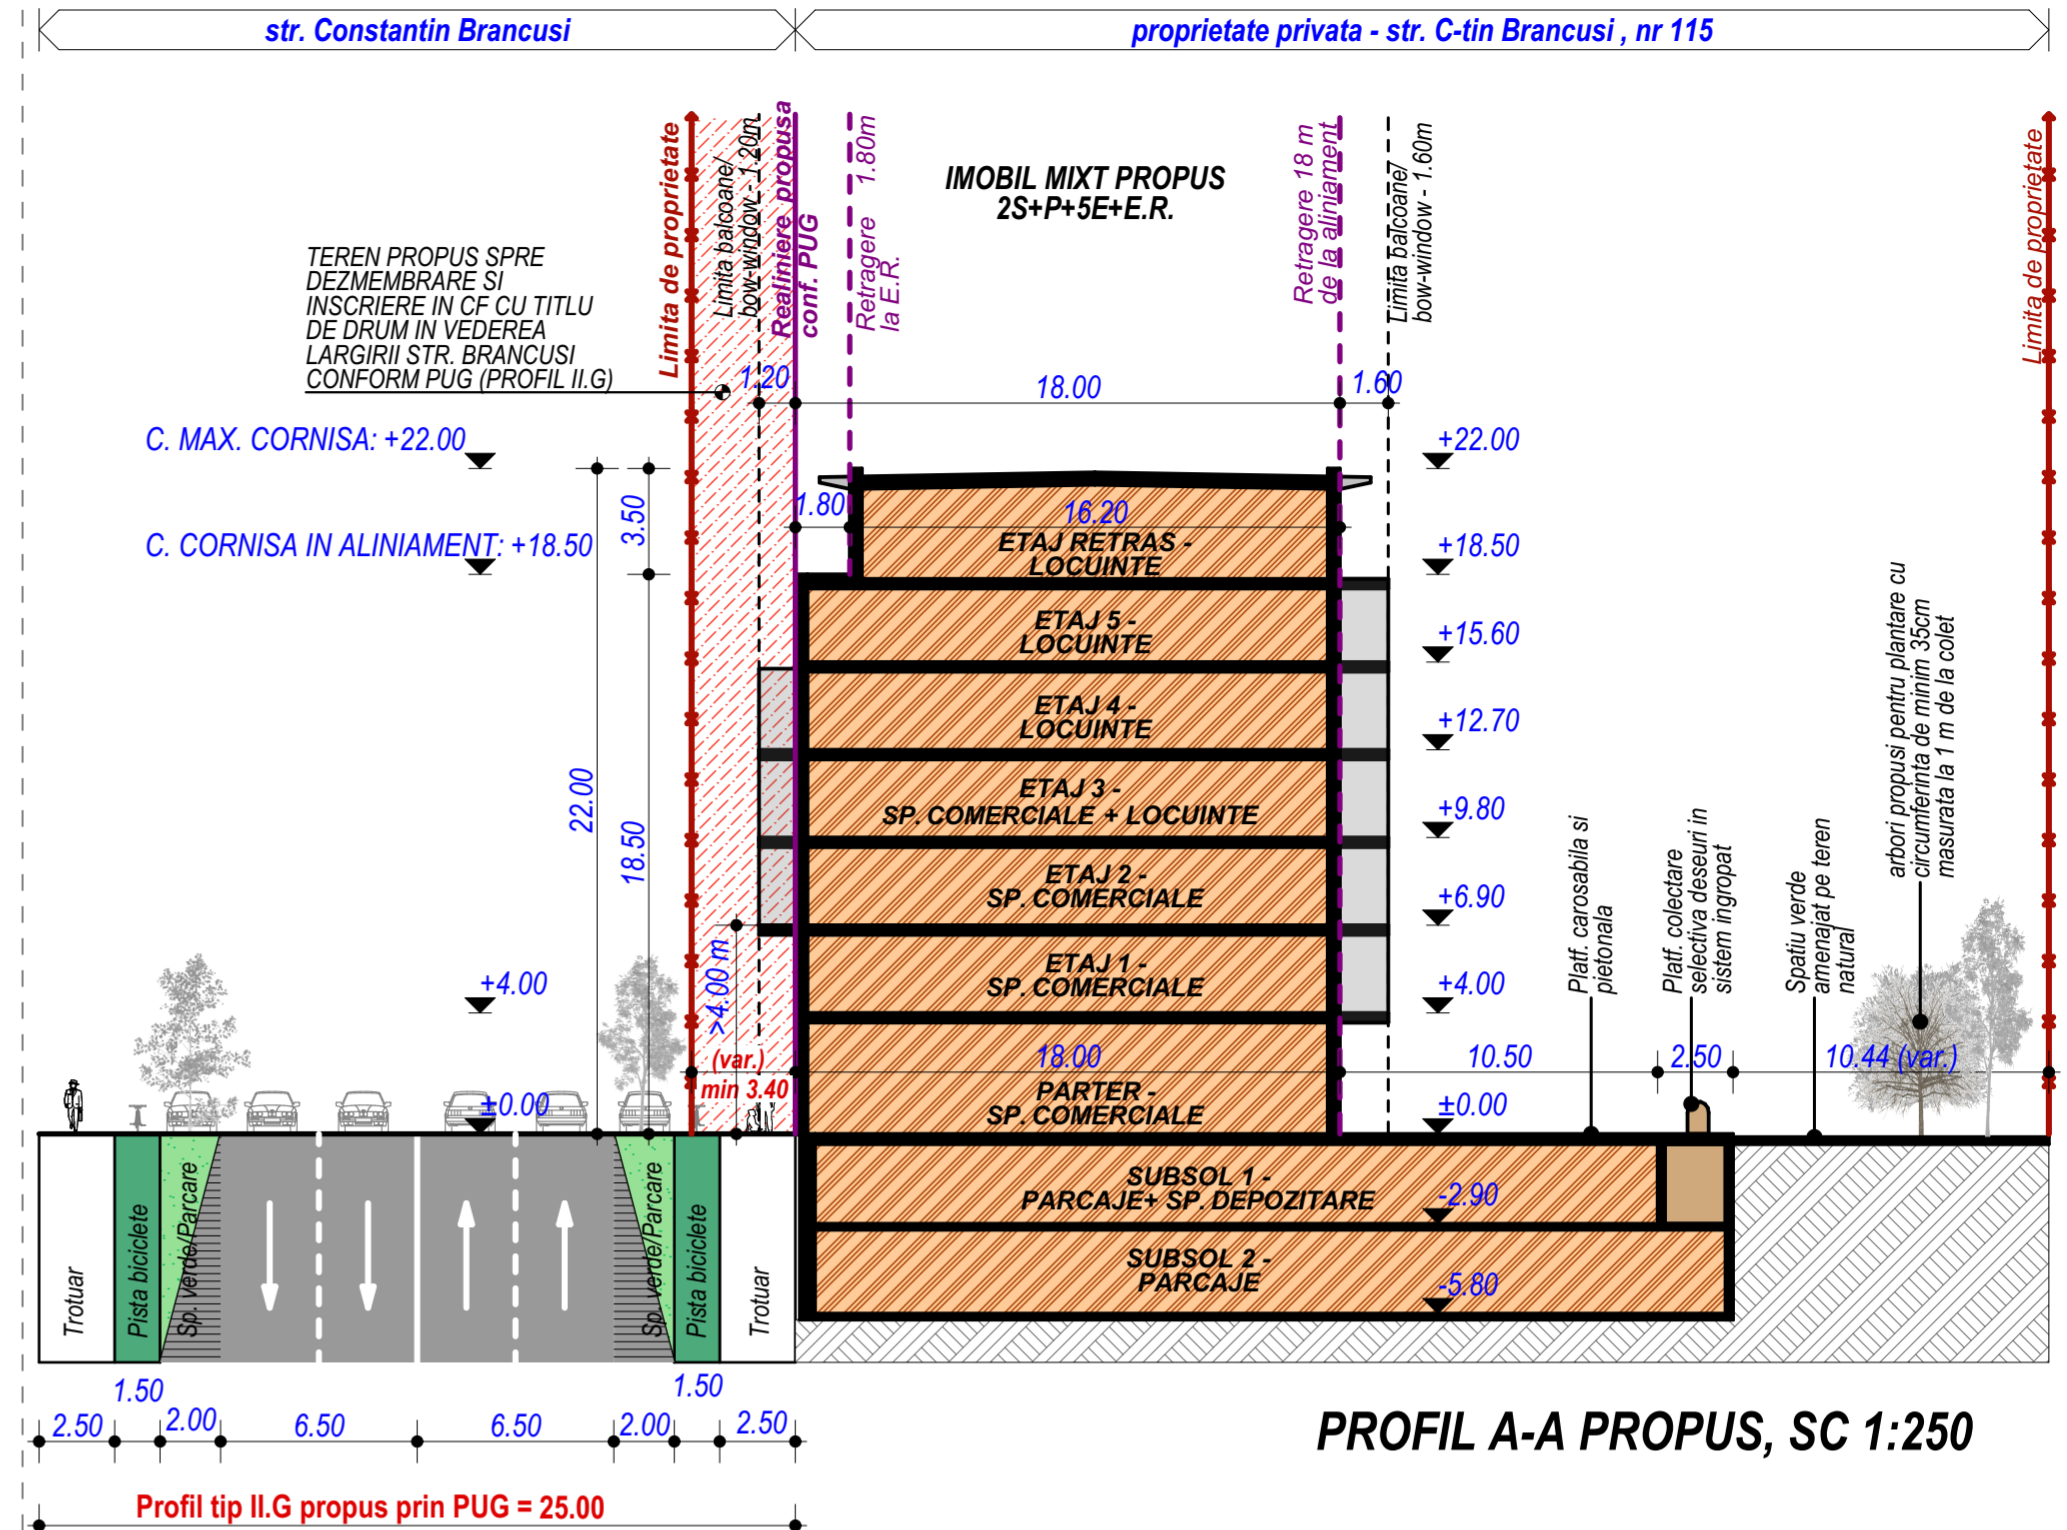 str. Constantin Brancusi
proprietate privata - str. C-tin Brancusi , nr 115
Limita de proprietate
Limita balcoane/
bow-window - 1.20m
Realiniere propusa
conf. PUG
Retragere 1.80m
la E.R.
IMOBIL MIXT PROPUS
2S+P+5E+E.R.
Retragere 18 m
de la aliniament
Limita balcoane/
bow-window - 1.60m
Limita de proprietate
TEREN PROPUS SPRE
DEZMEMBRARE SI
INSCRIERE IN CF CU TITLU
DE DRUM IN VEDEREA
LARGIRII STR. BRANCUSI
CONFORM PUG (PROFIL II.G)
1.20
18.00
1.60
C. MAX. CORNISA: +22.00
+22.00
3.50
1.80
16.20
C. CORNISA IN ALINIAMENT: +18.50
ETAJ RETRAS -
LOCUINTE
+18.50
ETAJ 5 -
LOCUINTE
+15.60
ETAJ 4 -
LOCUINTE
+12.70
22.00
18.50
ETAJ 3 -
SP. COMERCIALE + LOCUINTE
+9.80
ETAJ 2 -
SP. COMERCIALE
+6.90
ETAJ 1 -
SP. COMERCIALE
+4.00
+4.00
>4.00 m
Platf. carosabila si
pietonala
Platf. colectare
selectiva deseuri in
sistem ingropat
Spatiu verde
amenajat pe teren
natural
arbori propusi pentru plantare cu
circumferinta de minim 35cm
masurata la 1 m de la colet
(var.)
min 3.40
18.00
10.50
2.50
10.44 (var.)
PARTER -
SP. COMERCIALE
±0.00
±0.00
SUBSOL 1 -
PARCAJE+ SP. DEPOZITARE
-2.90
SUBSOL 2 -
PARCAJE
-5.80
Trotuar
Pista biciclete
Sp. verde/Parcare
Sp. verde/Parcare
Pista biciclete
Trotuar
1.50
1.50
2.50
2.00
6.50
6.50
2.00
2.50
PROFIL A-A PROPUS, SC 1:250
Profil tip II.G propus prin PUG = 25.00